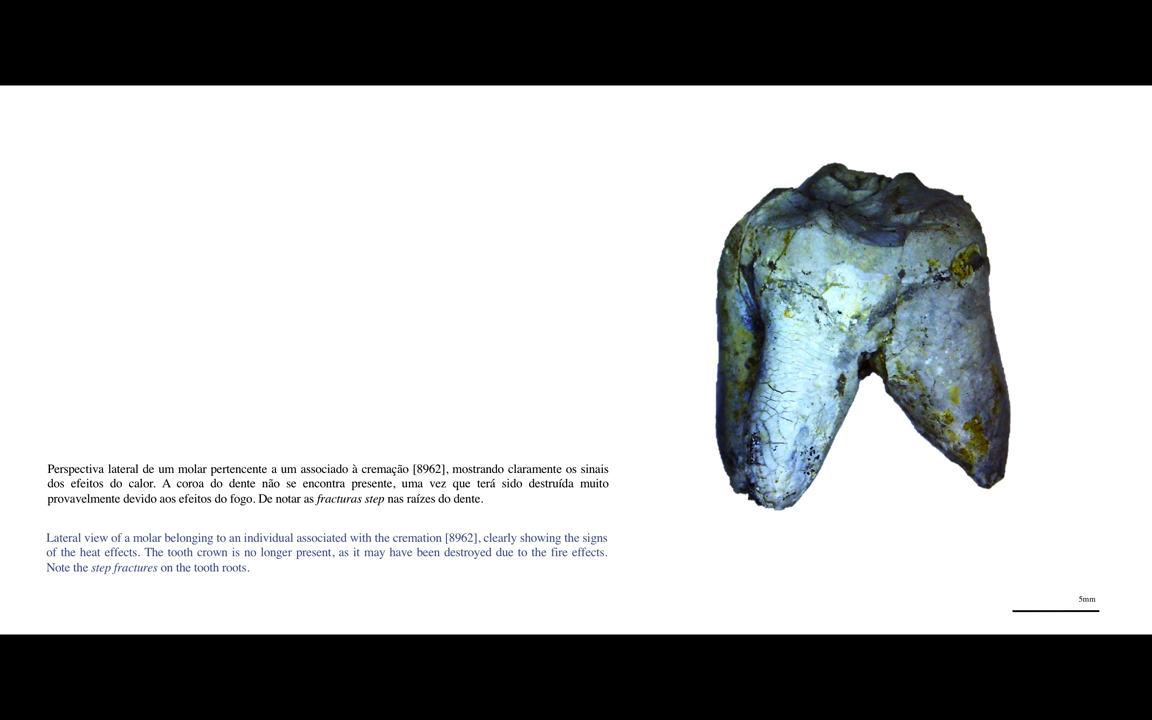 Perspectiva lateral de um molar pertencente a um associado à cremação [8962], mostrando claramente os sinais
dos efeitos do calor. A coroa do dente não se encontra presente, uma vez que terá sido destruída muito
provavelmente devido aos efeitos do fogo. De notar as fracturas step nas raízes do dente.
Lateral view of a molar belonging to an individual associated with the cremation [8962], clearly showing the signs
of the heat effects. The tooth crown is no longer present, as it may have been destroyed due to the fire effects.
Note the step fractures on the tooth roots.
5mm